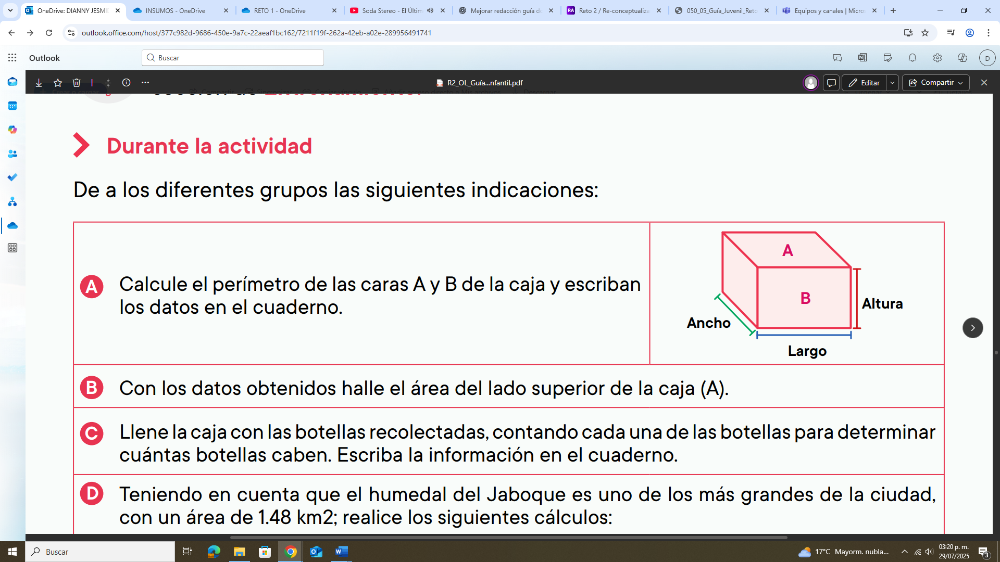 OneDrive: DIANNY JESMI
INSUMOS - OneDrive
RETO 1 - OneDrive
Soda Stereo - El Últim
Mejorar redacción guía de
Reto 2 / Re-conceptualiza
050_05_Guía_Juvenil_Reto
Equipos y canales | Micros
outlook.office.com/host/377c982d-9686-450e-9a7c-22aeaf1bc162/7211f19f-262a-42eb-a02e-289956491741
Outlook
Buscar
D
R2_OL_Guía...nfantil.pdf
Editar
Compartir
Durante la actividad
De a los diferentes grupos las siguientes indicaciones:
A Calcule el perímetro de las caras A y B de la caja y escriban
los datos en el cuaderno.
A
B
Altura
Ancho
Largo
B Con los datos obtenidos halle el área del lado superior de la caja (A).
C Llene la caja con las botellas recolectadas, contando cada una de las botellas para determinar
cuántas botellas caben. Escriba la información en el cuaderno.
D Teniendo en cuenta que el humedal del Jaboque es uno de los más grandes de la ciudad,
con un área de 1.48 km2; realice los siguientes cálculos:
Buscar
17°C Mayorm. nubla...
03:20 p. m.
29/07/2025
3